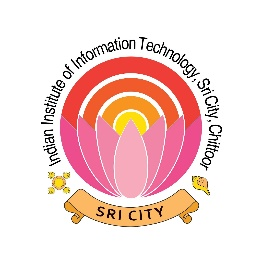 Indian Institute of Information Technology, Sri City, Chittoor
SRI CITY